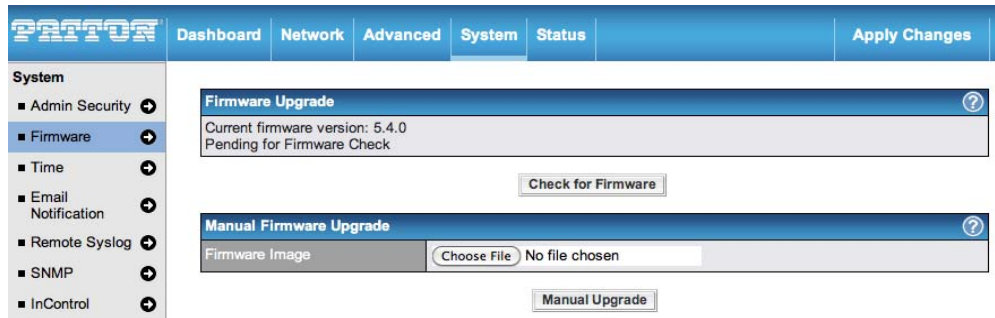 PATTON
Dashboard Network Advanced System Status Apply Changes
System
Admin Security
Firmware
Time
Email
Notification
Remote Syslog
SNMP
InControl
Firmware Upgrade
Current firmware version: 5.4.0
Pending for Firmware Check
Check for Firmware
Manual Firmware Upgrade
Firmware Image Choose File No file chosen
Manual Upgrade